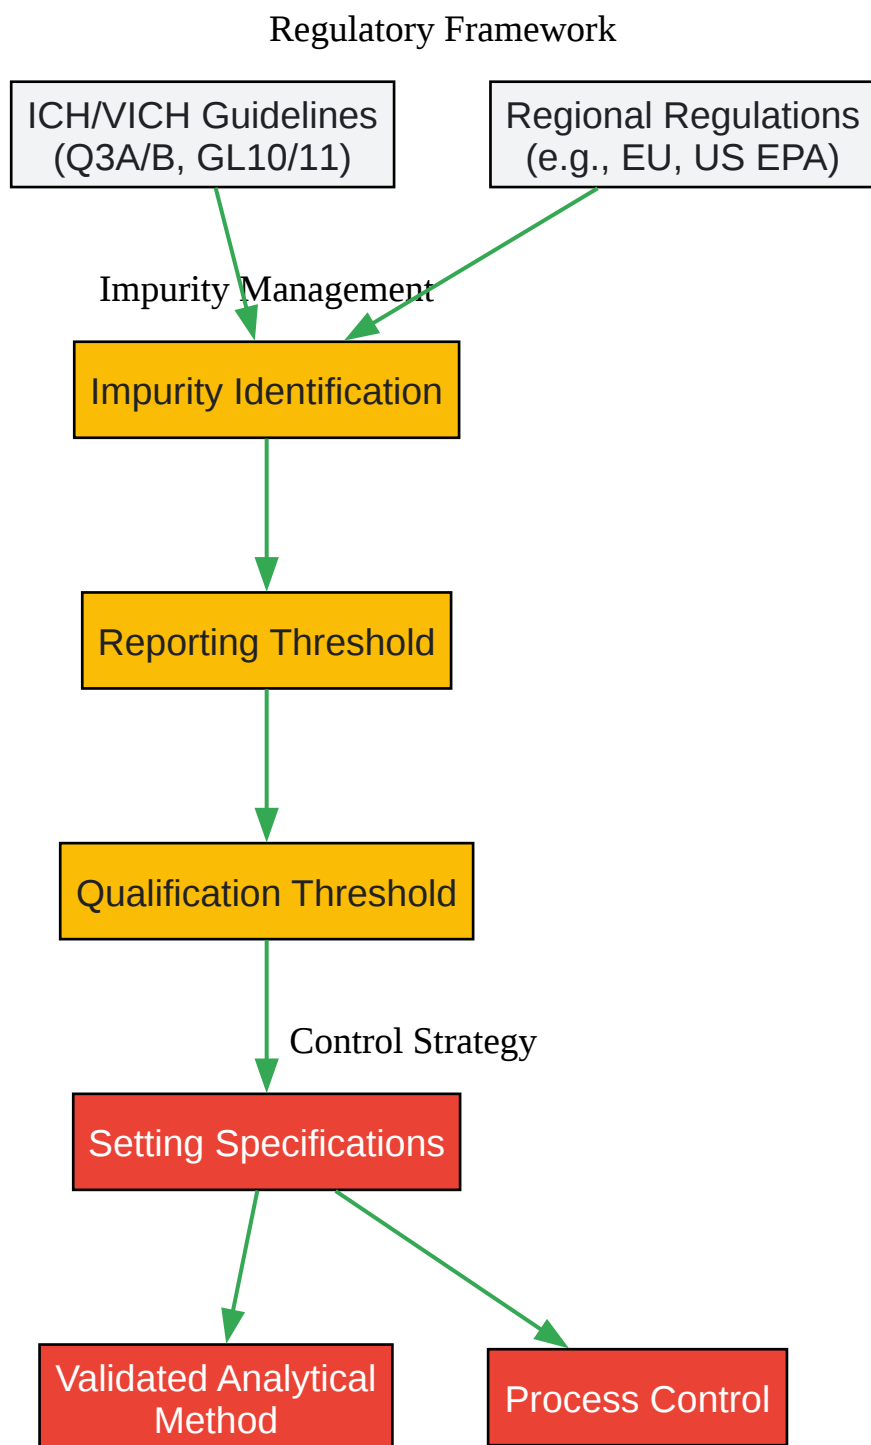 Regulatory Framework
ICH/VICH Guidelines
(Q3A/B, GL10/11)
Regional Regulations
(e.g., EU, US EPA)
Impurity Management
Impurity Identification
Reporting Threshold
Qualification Threshold
Control Strategy
Setting Specifications
Validated Analytical
Method
Process Control